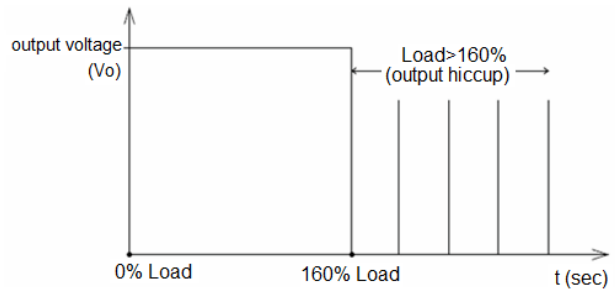 output voltage
(Vo)
Load>160%
(output hiccup)
0% Load
160% Load
t (sec)